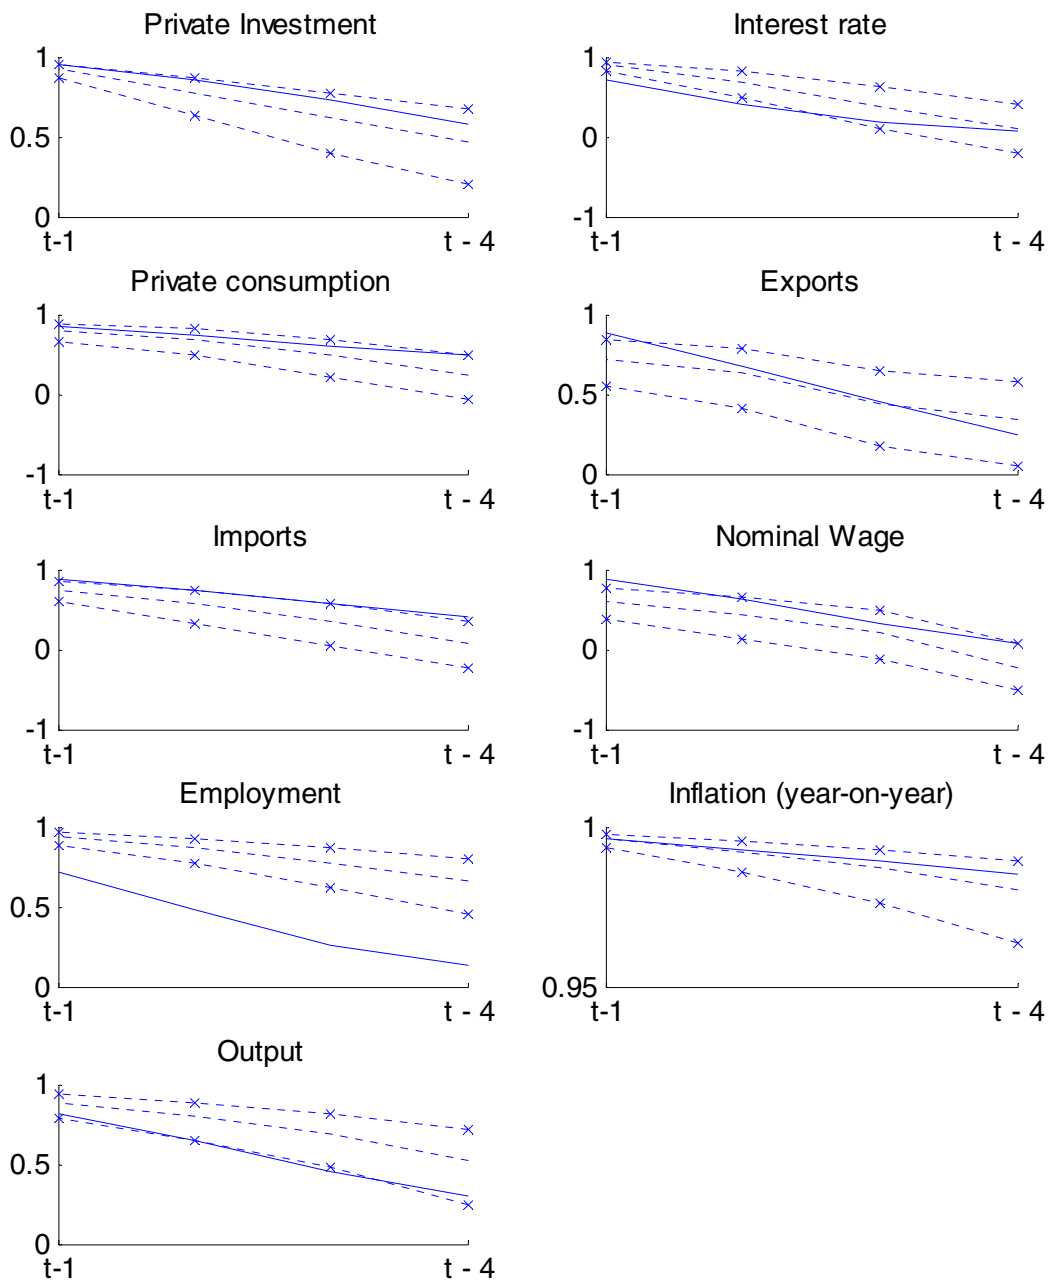 Private Investment
1
0.5
0
t-1
t - 4
Interest rate
1
0
-1
t-1
t - 4
Private consumption
1
0
-1
t-1
t - 4
Exports
1
0.5
0
t-1
t - 4
Imports
1
0
-1
t-1
t - 4
Nominal Wage
1
0
-1
t-1
t - 4
Employment
1
0.5
0
t-1
t - 4
Inflation (year-on-year)
1
0.95
t-1
t - 4
Output
1
0.5
0
t-1
t - 4